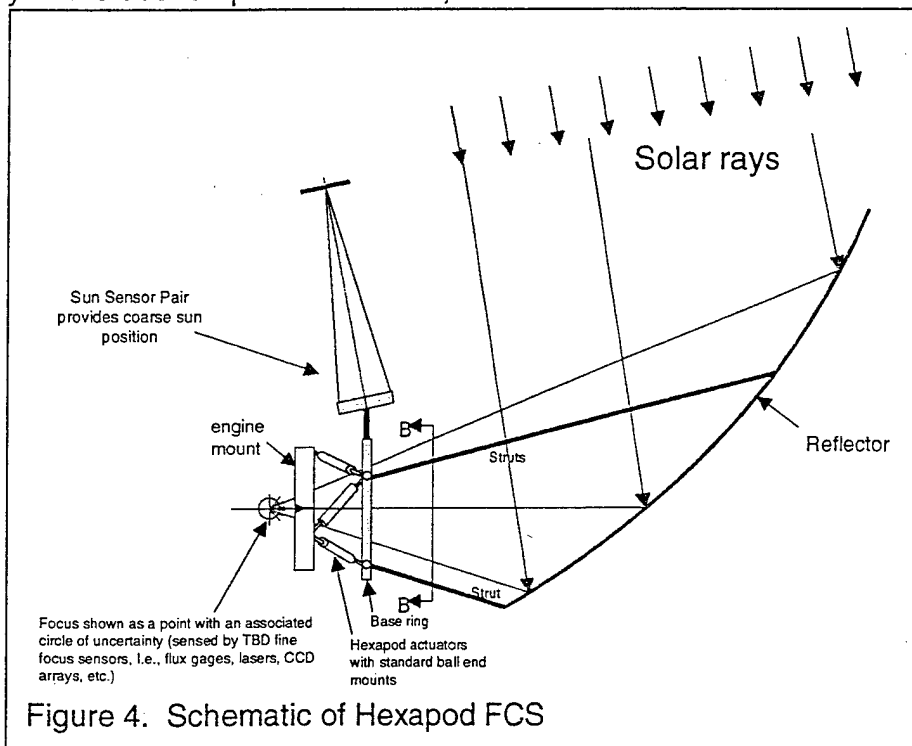 Solar rays
Sun Sensor Pair
provides coarse sun
position
engine
mount
B
Struts
Reflector
Strut
B
Base ring
Focus shown as a point with an associated
circle of uncertainty (sensed by TBD fine
focus sensors, I.e., flux gages, lasers, CCD
arrays, etc.)
Hexapod actuators
with standard ball end
mounts
Figure 4. Schematic of Hexapod FCS